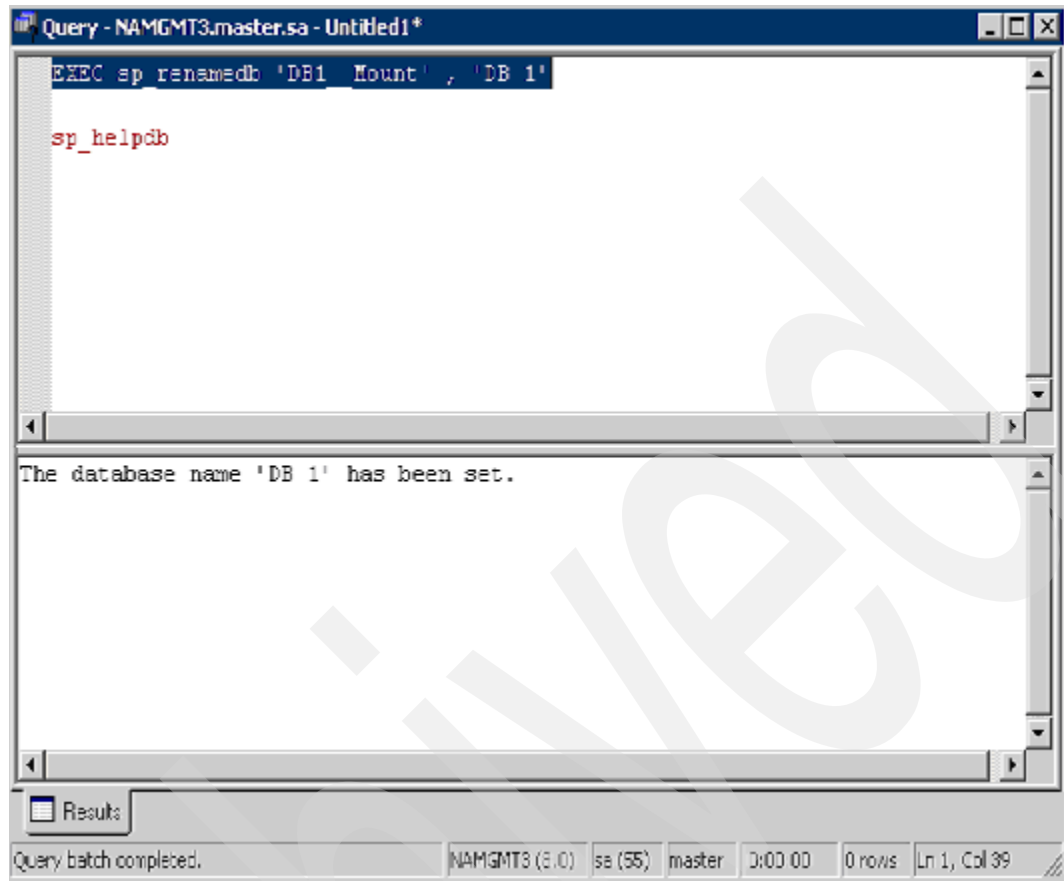 Query - NAMGMT3.master.sa - Untitled1*
EXEC sp_renamedb 'DB1__Mount' , 'DB 1'
sp_helpdb
The database name 'DB 1' has been set.
Results
Query batch completed. NAMGMT3 (8.0) sa (55) master 0:00:00 0 rows Ln 1, Col 39